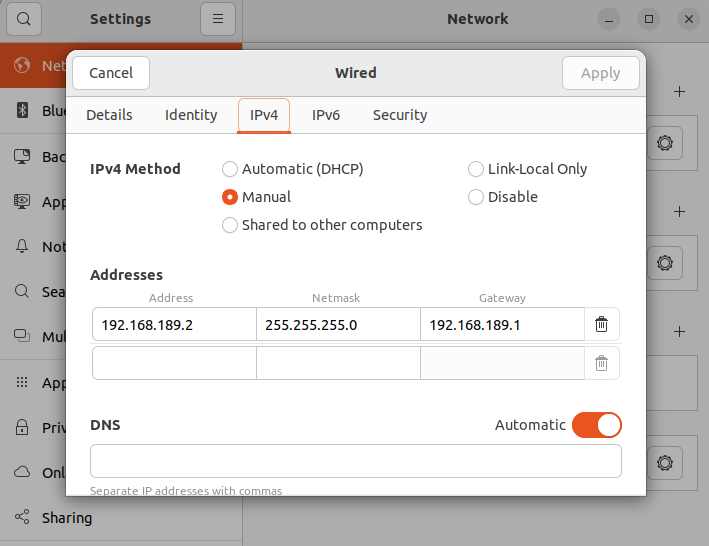 Settings
Network
Net
Cancel
Wired
Apply
Blue
Details
Identity
IPv4
IPv6
Security
Bac
IPv4 Method
Automatic (DHCP)
Link-Local Only
Manual
Disable
App
Shared to other computers
Not
Addresses
Sea
Address
Netmask
Gateway
192.168.189.2
255.255.255.0
192.168.189.1
Mul
App
DNS
Automatic
Priv
Onl
Separate IP addresses with commas
Sharing